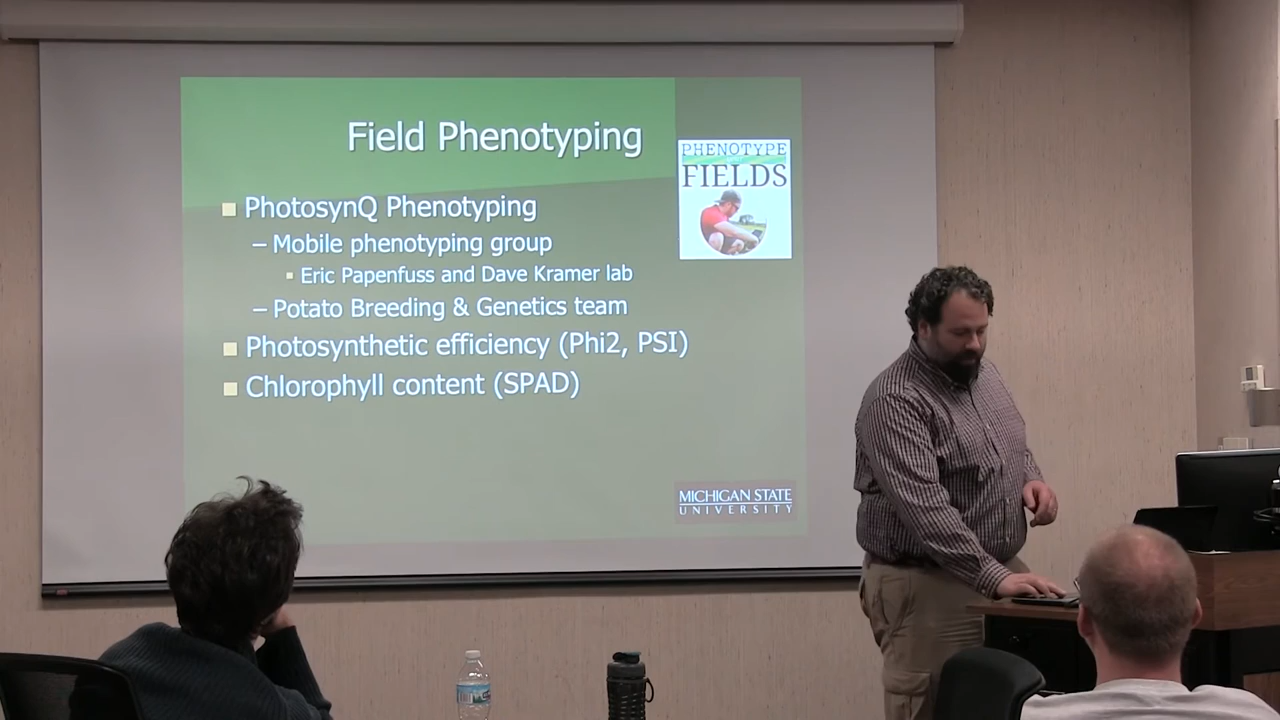 Field Phenotyping
PHENOTYPE
FIELDS
PhotosynQ Phenotyping
– Mobile phenotyping group
Eric Papenfuss and Dave Kramer lab
– Potato Breeding & Genetics team
Photosynthetic efficiency (Phi2, PSI)
Chlorophyll content (SPAD)
MICHIGAN STATE
UNIVERSITY